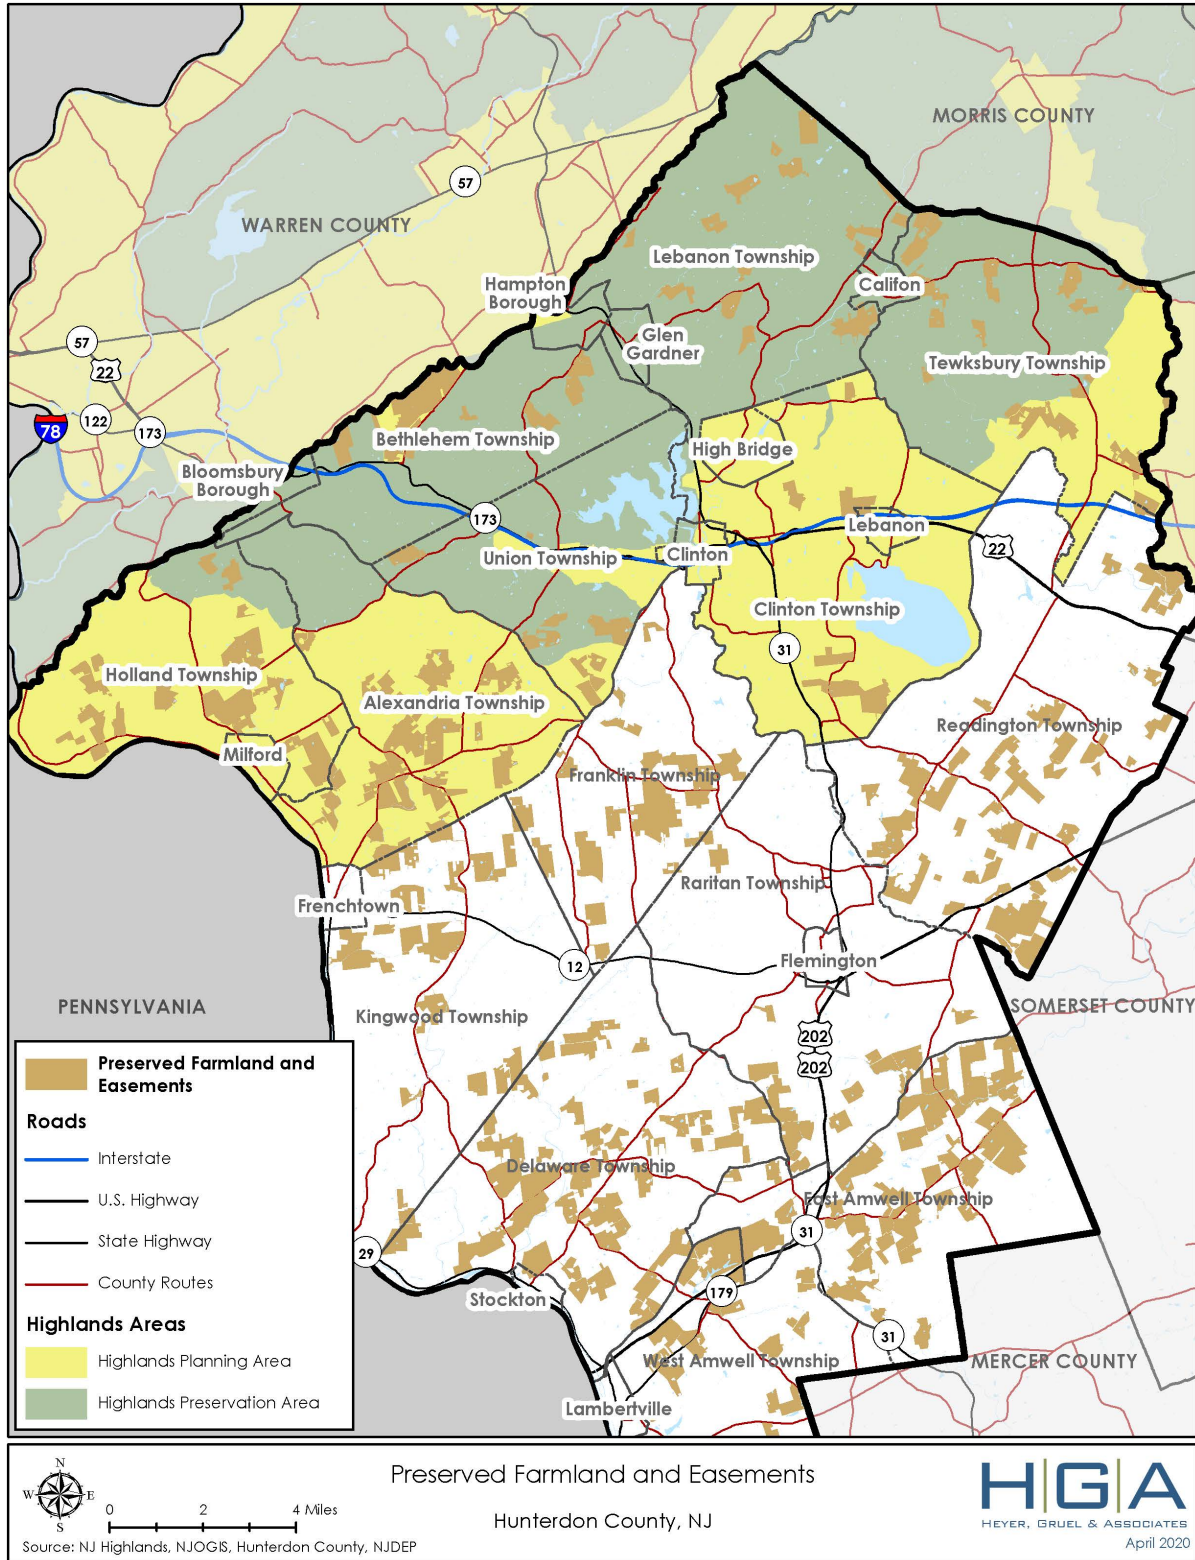 MORRIS COUNTY
57
WARREN COUNTY
Lebanon Township
Hampton
Borough
Califon
Glen
Gardner
57
22
Tewksbury Township
122
173
78
Bethlehem Township
High Bridge
Bloomsbury
Borough
173
Lebanon
22
Union Township
Clinton
Clinton Township
31
Holland Township
Alexandria Township
Readington Township
Milford
Franklin Township
Raritan Township
Frenchtown
12
Flemington
PENNSYLVANIA
Kingwood Township
SOMERSET COUNTY
202
202
Delaware Township
East Amwell Township
31
29
179
Stockton
31
West Amwell Township
MERCER COUNTY
Lambertville
Preserved Farmland and
Easements
Roads
Interstate
U.S. Highway
State Highway
County Routes
Highlands Areas
Highlands Planning Area
Highlands Preservation Area
N
W E
S
0 2 4 Miles
Source: NJ Highlands, NJOGIS, Hunterdon County, NJDEP
Preserved Farmland and Easements
Hunterdon County, NJ
H|G|A
HEYER, GRUEL & ASSOCIATES
April 2020